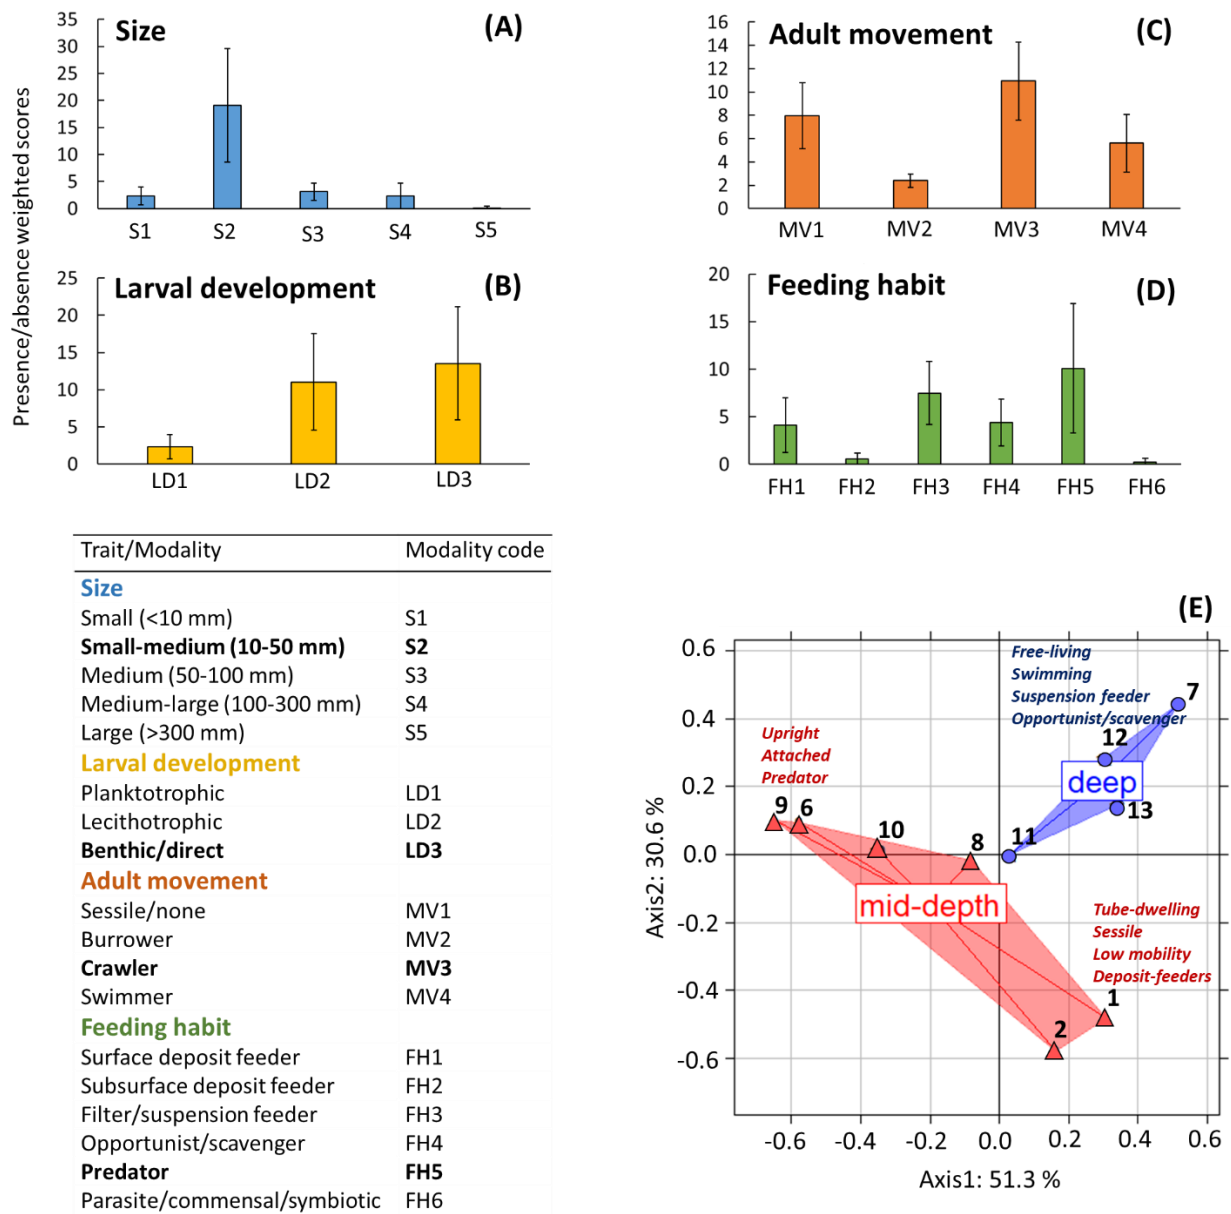 Presence/absence weighted scores
Size
(A)
35
30
25
20
15
10
5
0
S1 S2 S3 S4 S5
Larval development
(B)
25
20
15
10
5
0
LD1 LD2 LD3
Adult movement
(C)
16
14
12
10
8
6
4
2
0
MV1 MV2 MV3 MV4
Feeding habit
(D)
20
15
10
5
0
FH1 FH2 FH3 FH4 FH5 FH6
Trait/Modality Modality code
Size
Small (<10 mm) S1
Small-medium (10-50 mm) S2
Medium (50-100 mm) S3
Medium-large (100-300 mm) S4
Large (>300 mm) S5
Larval development
Planktotrophic LD1
Lecithotrophic LD2
Benthic/direct LD3
Adult movement
Sessile/none MV1
Burrower MV2
Crawler MV3
Swimmer MV4
Feeding habit
Surface deposit feeder FH1
Subsurface deposit feeder FH2
Filter/suspension feeder FH3
Opportunist/scavenger FH4
Predator FH5
Parasite/commensal/symbiotic FH6
(E)
Axis2: 30.6 %
0.6
0.4
0.2
0.0
-0.2
-0.4
-0.6
Free-living
Swimming
Suspension feeder
Opportunist/scavenger
7
12
deep
13
11
Upright
Attached
Predator
9 6
10
8
mid-depth
Tube-dwelling
Sessile
Low mobility
Deposit-feeders
1
2
-0.6 -0.4 -0.2 0.0 0.2 0.4 0.6
Axis1: 51.3 %